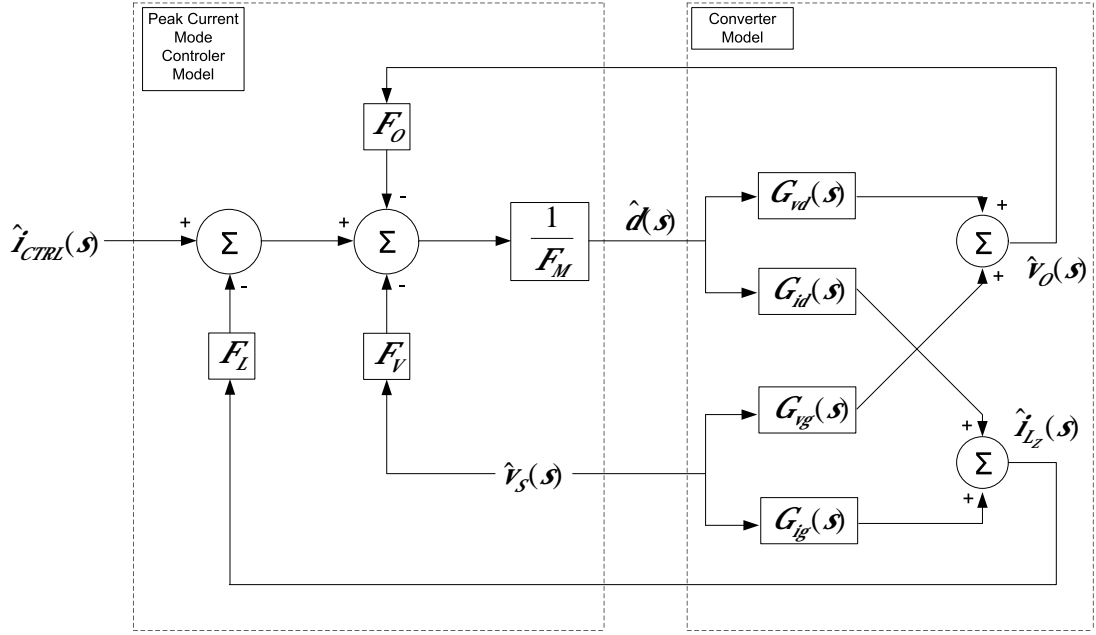 Peak Current
Mode
Controler
Model
Converter
Model
F_O
î_CTRL(s)
+
Σ
-
+
-
Σ
-
1
F_M
d̂(s)
G_vd(s)
+
Σ
+
v̂_O(s)
G_id(s)
F_L
F_V
G_vg(s)
v̂_S(s)
+
Σ
+
î_L_Z(s)
G_ig(s)